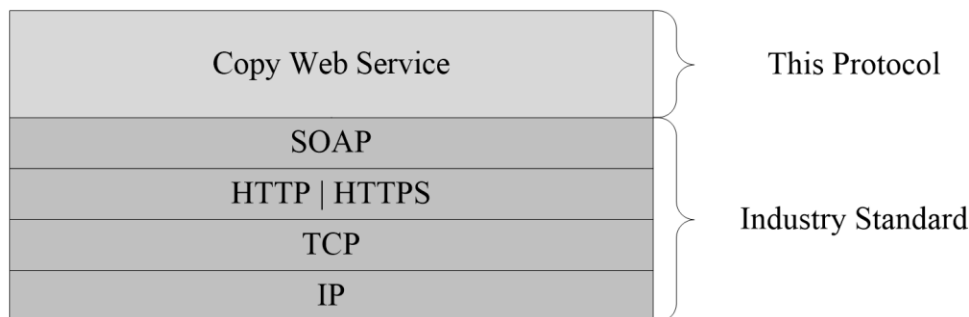 Copy Web Service
This Protocol
SOAP
HTTP | HTTPS
TCP
IP
Industry Standard